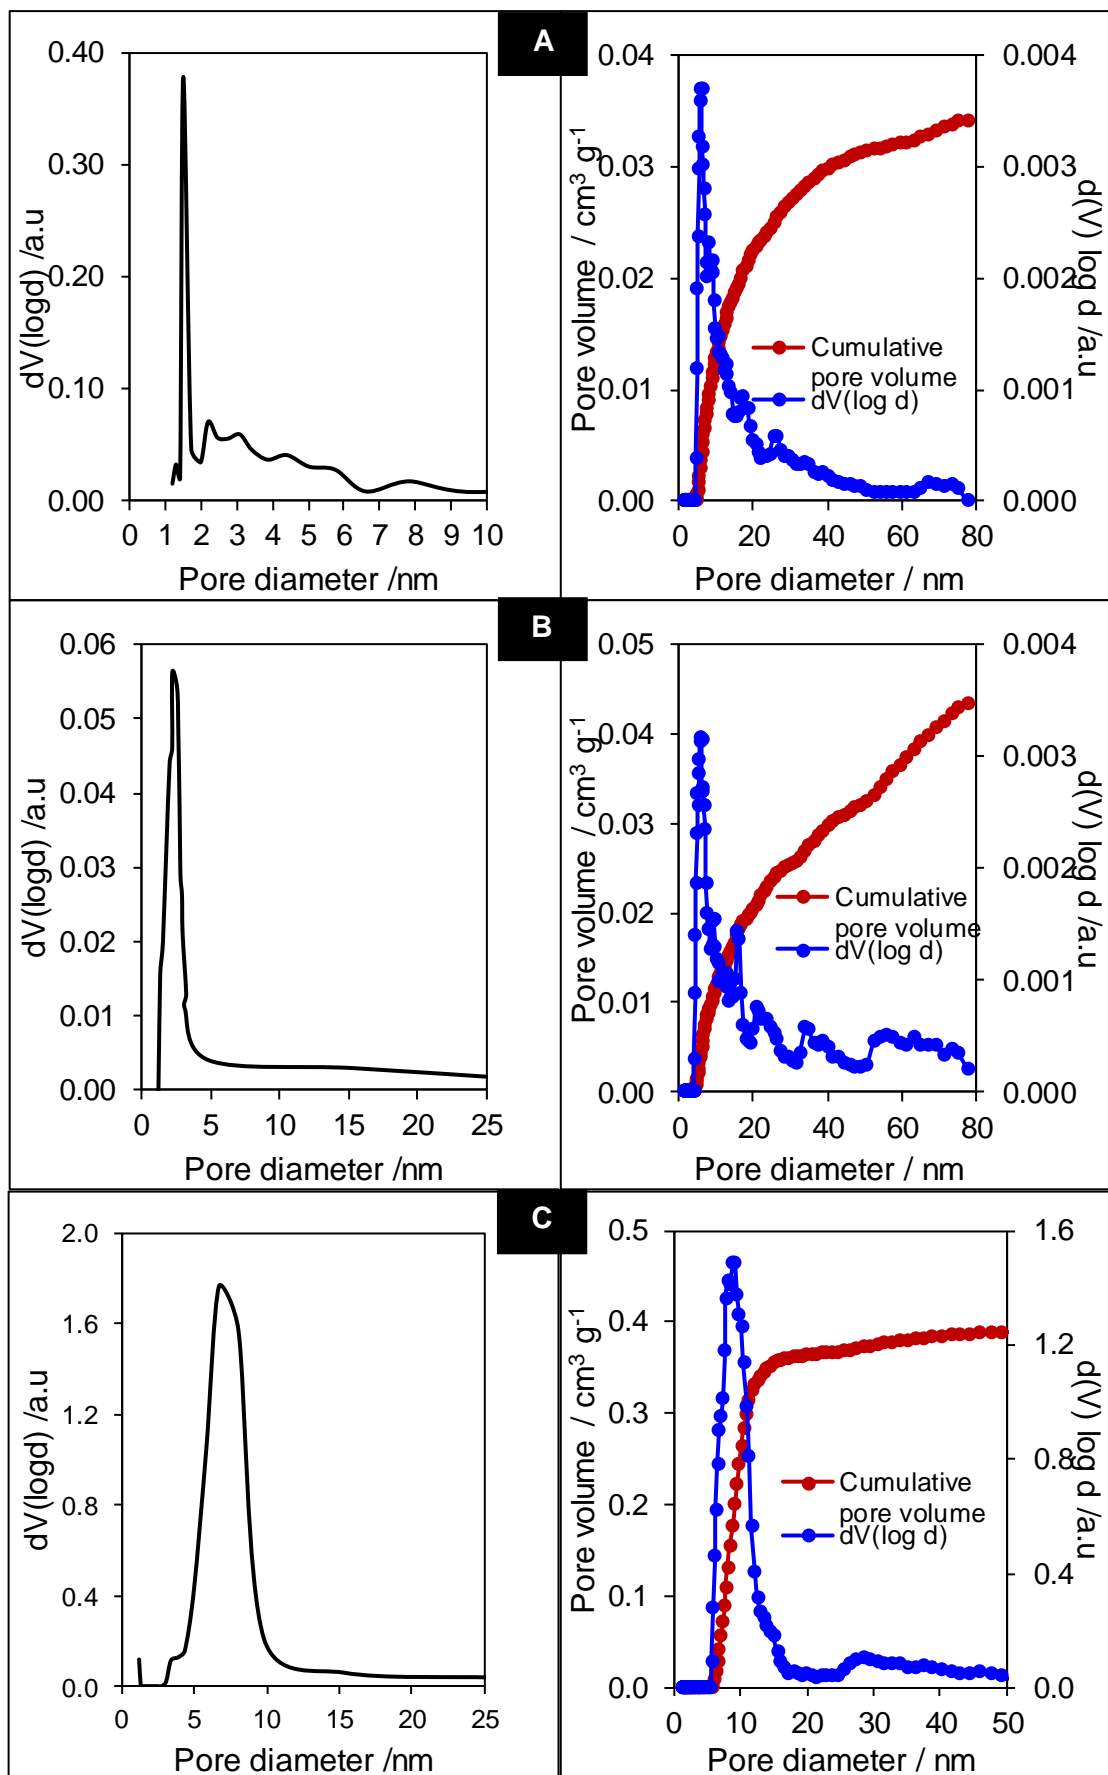 A
0.40
0.30
0.20
0.10
0.00
dV(logd) /a.u
0 1 2 3 4 5 6 7 8 9 10
Pore diameter /nm
0.04
0.03
0.02
0.01
0.00
Pore volume / cm³ g⁻¹
0.004
0.003
0.002
0.001
0.000
d(V) log d /a.u
Cumulative
pore volume
dV(log d)
0 20 40 60 80
Pore diameter / nm
B
0.06
0.05
0.04
0.03
0.02
0.01
0.00
dV(logd) /a.u
0 5 10 15 20 25
Pore diameter /nm
0.05
0.04
0.03
0.02
0.01
0.00
Pore volume / cm³ g⁻¹
0.004
0.003
0.002
0.001
0.000
d(V) log d /a.u
Cumulative
pore volume
dV(log d)
0 20 40 60 80
Pore diameter / nm
C
2.0
1.6
1.2
0.8
0.4
0.0
dV(logd) /a.u
0 5 10 15 20 25
Pore diameter /nm
0.5
0.4
0.3
0.2
0.1
0.0
Pore volume / cm³ g⁻¹
1.6
1.2
0.8
0.4
0.0
d(V) log d /a.u
Cumulative
pore volume
dV(log d)
0 10 20 30 40 50
Pore diameter / nm